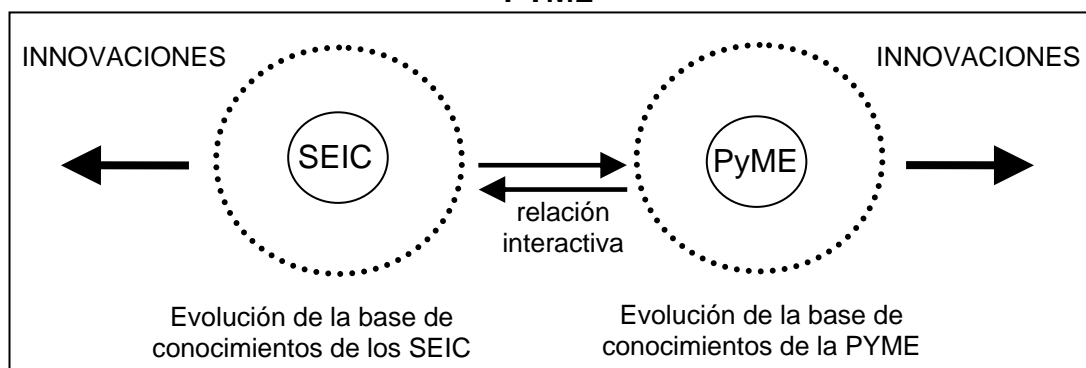 PYME
INNOVACIONES
INNOVACIONES
SEIC
PyME
relación
interactiva
Evolución de la base de
conocimientos de los SEIC
Evolución de la base de
conocimientos de la PYME